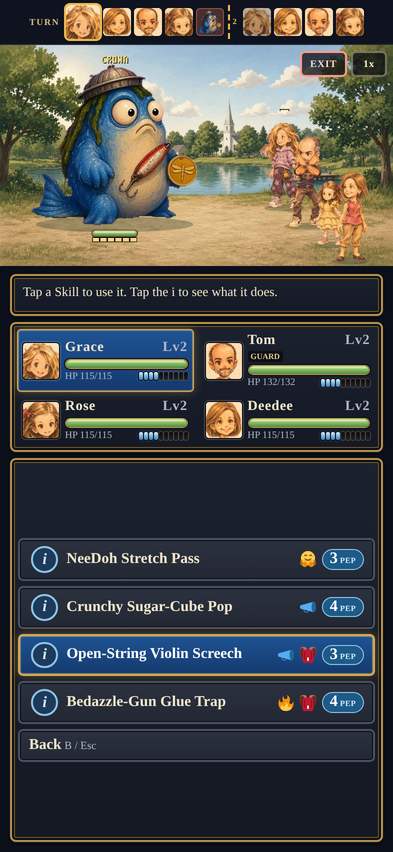 TURN
2
CROWN
EXIT
1x
Tap a Skill to use it. Tap the i to see what it does.
Grace Lv2
HP 115/115
Tom Lv2
GUARD
HP 132/132
Rose Lv2
HP 115/115
Deedee Lv2
HP 115/115
i NeeDoh Stretch Pass 3 PEP
i Crunchy Sugar-Cube Pop 4 PEP
i Open-String Violin Screech 3 PEP
i Bedazzle-Gun Glue Trap 4 PEP
Back B / Esc